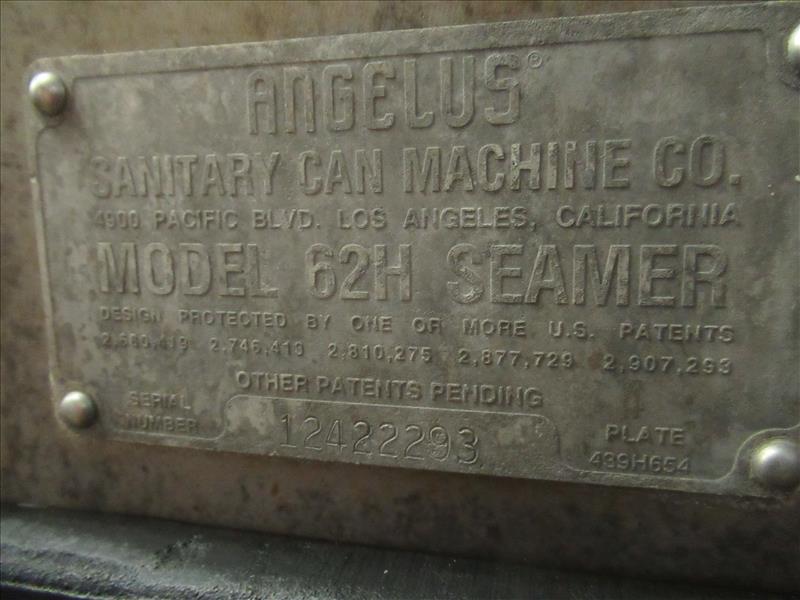 ANGELUS®
SANITARY CAN MACHINE CO.
4900 PACIFIC BLVD. LOS ANGELES, CALIFORNIA
MODEL 62H SEAMER
DESIGN PROTECTED BY ONE OR MORE U.S. PATENTS
2,746,413 2,810,275 2,877,729 2,907,293
OTHER PATENTS PENDING
SERIAL
NUMBER
12422293
PLATE
499H654